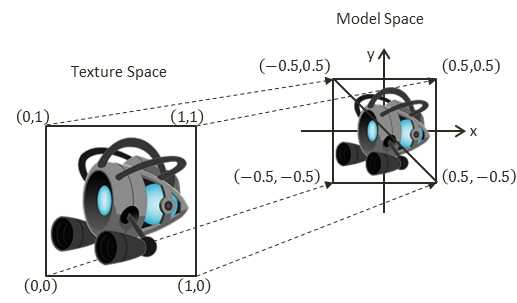 Model Space
y
(−0.5,0.5)
(0.5,0.5)
Texture Space
(0,1)
(1,1)
x
(−0.5, −0.5)
(0.5, −0.5)
(0,0)
(1,0)